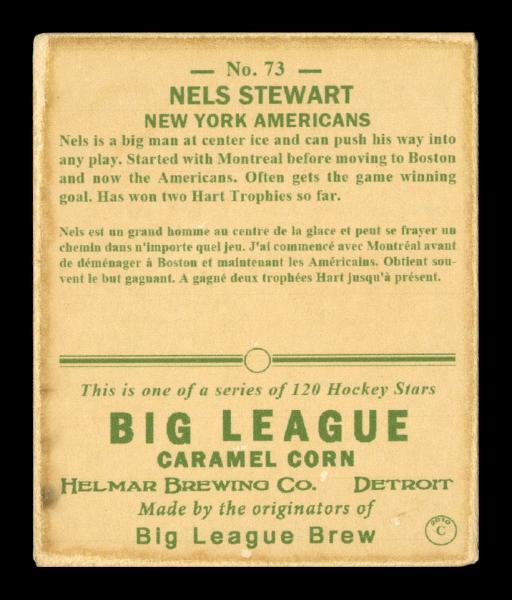 — No. 73 —
NELS STEWART
NEW YORK AMERICANS
Nels is a big man at center ice and can push his way into
any play. Started with Montreal before moving to Boston
and now the Americans. Often gets the game winning
goal. Has won two Hart Trophies so far.
Nels est un grand homme au centre de la glace et peut se frayer un
chemin dans n'importe quel jeu. J'ai commencé avec Montréal avant
de déménager à Boston et maintenant les Américains. Obtient sou-
vent le but gagnant. A gagné deux trophées Hart jusqu'à présent.
This is one of a series of 120 Hockey Stars
BIG LEAGUE
CARAMEL CORN
HELMAR BREWING CO. DETROIT
Made by the originators of
Big League Brew
2010
C